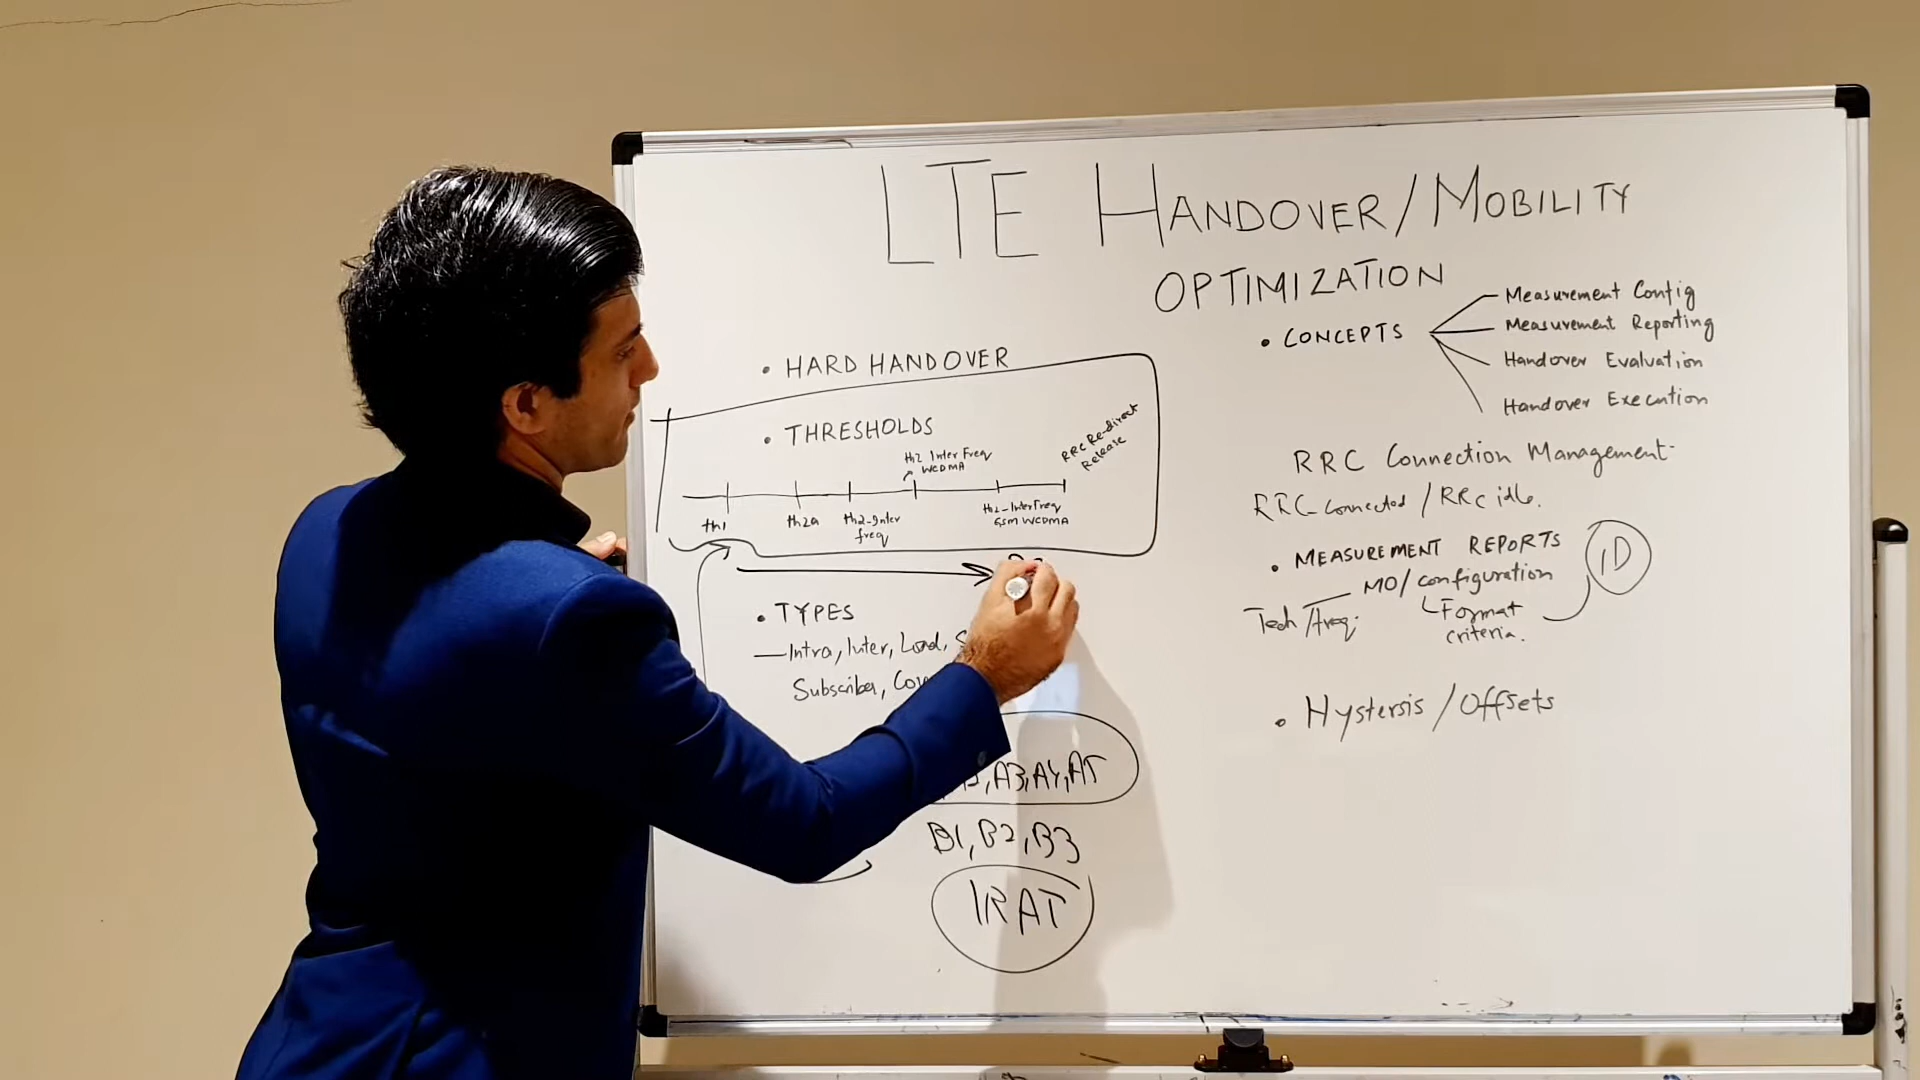 LTE HANDOVER/MOBILITY
OPTIMIZATION
• CONCEPTS
Measurement Config
Measurement Reporting
Handover Evaluation
Handover Execution
• HARD HANDOVER
• THRESHOLDS
th2 Inter Freq
WCDMA
RRC Re-direct
Release
th1
th2a
th2-Inter
freq
th2-InterFreq
GSM WCDMA
• TYPES
Intra, Inter, Load,
Subscriber,
A3, A4, A5
B1, B2, B3
IRAT
RRC Connection Management
RRC-Connected / RRC idle.
• MEASUREMENT REPORTS
ID
MO/configuration
Tech/freq.
Format
criteria.
• Hystersis/Offsets